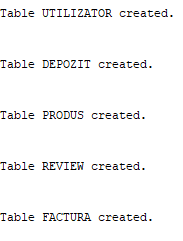 Table UTILIZATOR created.
Table DEPOZIT created.
Table PRODUS created.
Table REVIEW created.
Table FACTURA created.